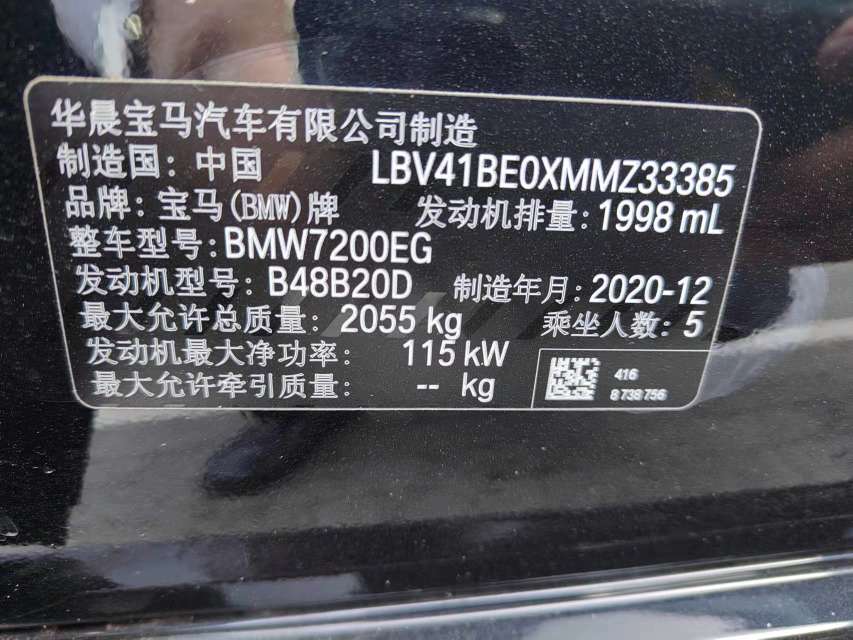 华晨宝马汽车有限公司制造
制造国: 中国 LBV41BE0XMMZ33385
品牌: 宝马(BMW)牌 发动机排量: 1998 mL
整车型号: BMW7200EG
发动机型号: B48B20D 制造年月: 2020-12
最大允许总质量: 2055 kg 乘坐人数: 5
发动机最大净功率: 115 kW
最大允许牵引质量: -- kg
416
8 738 756